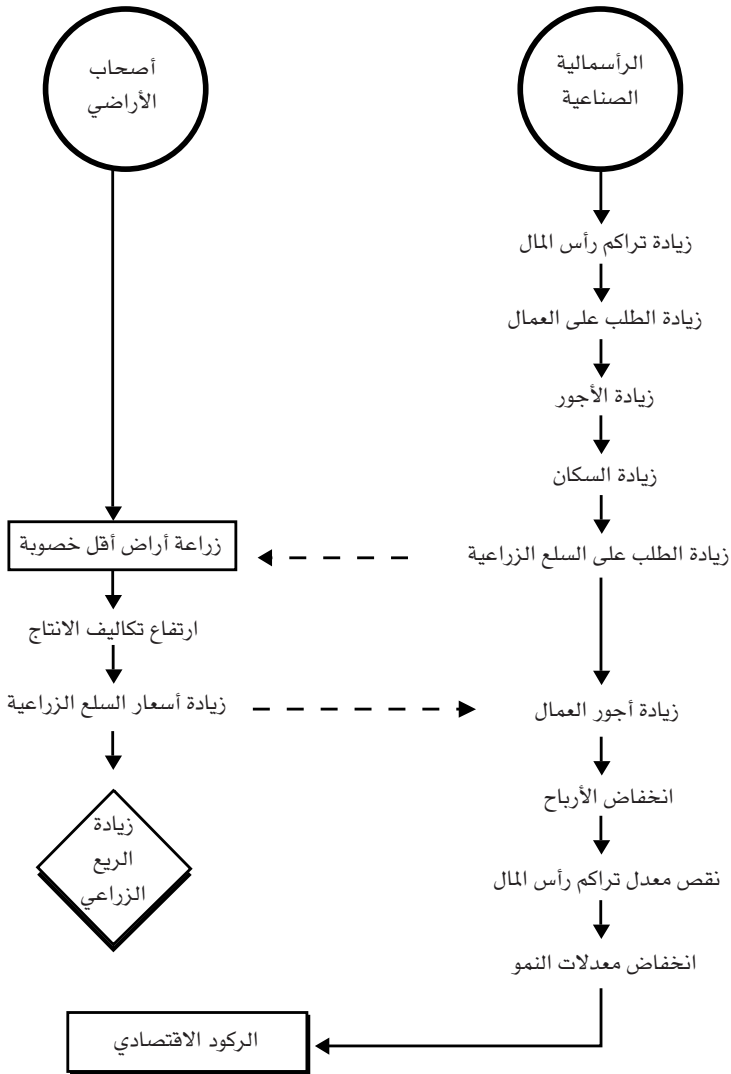 الرأسمالية
الصناعية
زيادة تراكم رأس المال
زيادة الطلب على العمال
زيادة الأجور
زيادة السكان
زيادة الطلب على السلع الزراعية
زيادة أجور العمال
انخفاض الأرباح
نقص معدل تراكم رأس المال
انخفاض معدلات النمو
أصحاب
الأراضي
زراعة أراض أقل خصوبة
ارتفاع تكاليف الانتاج
زيادة أسعار السلع الزراعية
زيادة
الريع
الزراعي
الركود الاقتصادي